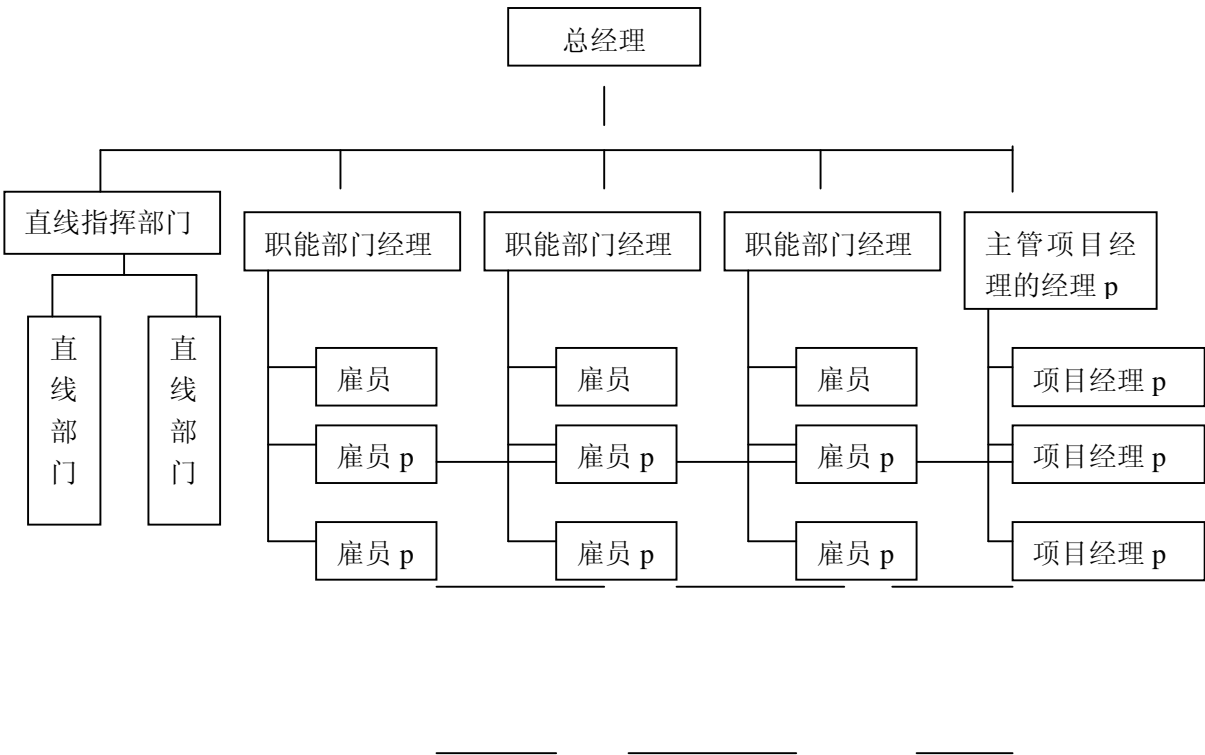 总经理
直线指挥部门
职能部门经理
职能部门经理
职能部门经理
主管项目经
理的经理 p
直线部门
直线部门
雇员
雇员
雇员
项目经理 p
雇员 p
雇员 p
雇员 p
项目经理 p
雇员 p
雇员 p
雇员 p
项目经理 p